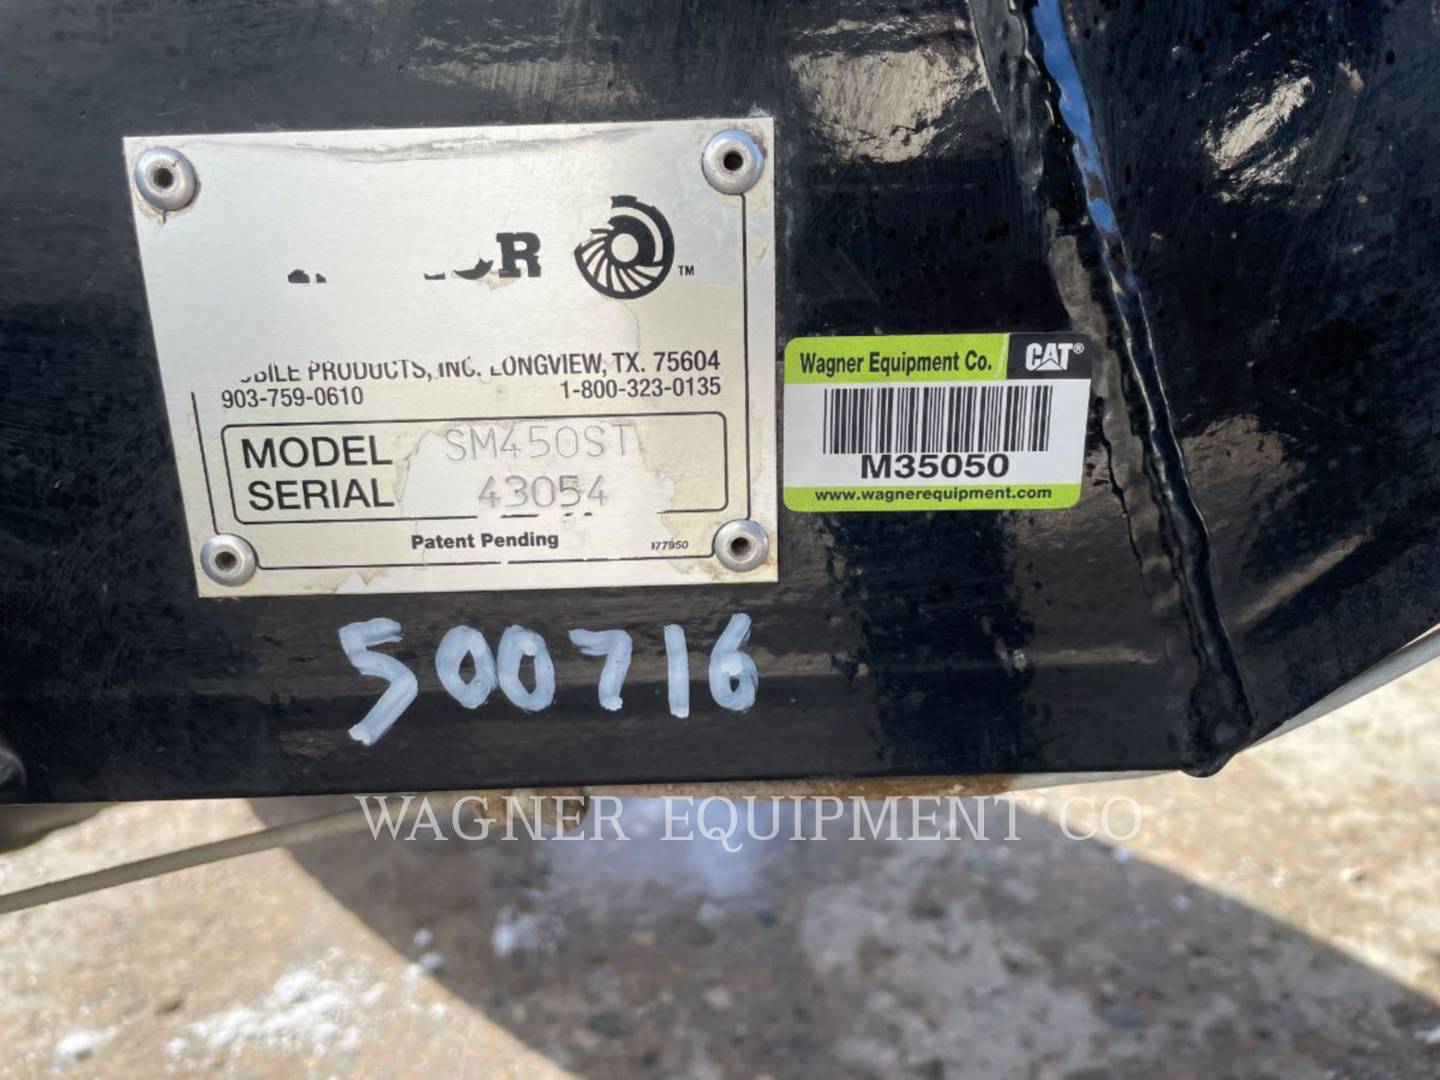 TM
PRODUCTS, INC. LONGVIEW, TX. 75604
903-759-0610 1-800-323-0135
MODEL SM450ST
SERIAL 43054
Patent Pending
Wagner Equipment Co. CAT®
M35050
www.wagnerequipment.com
500716
WAGNER EQUIPMENT CO